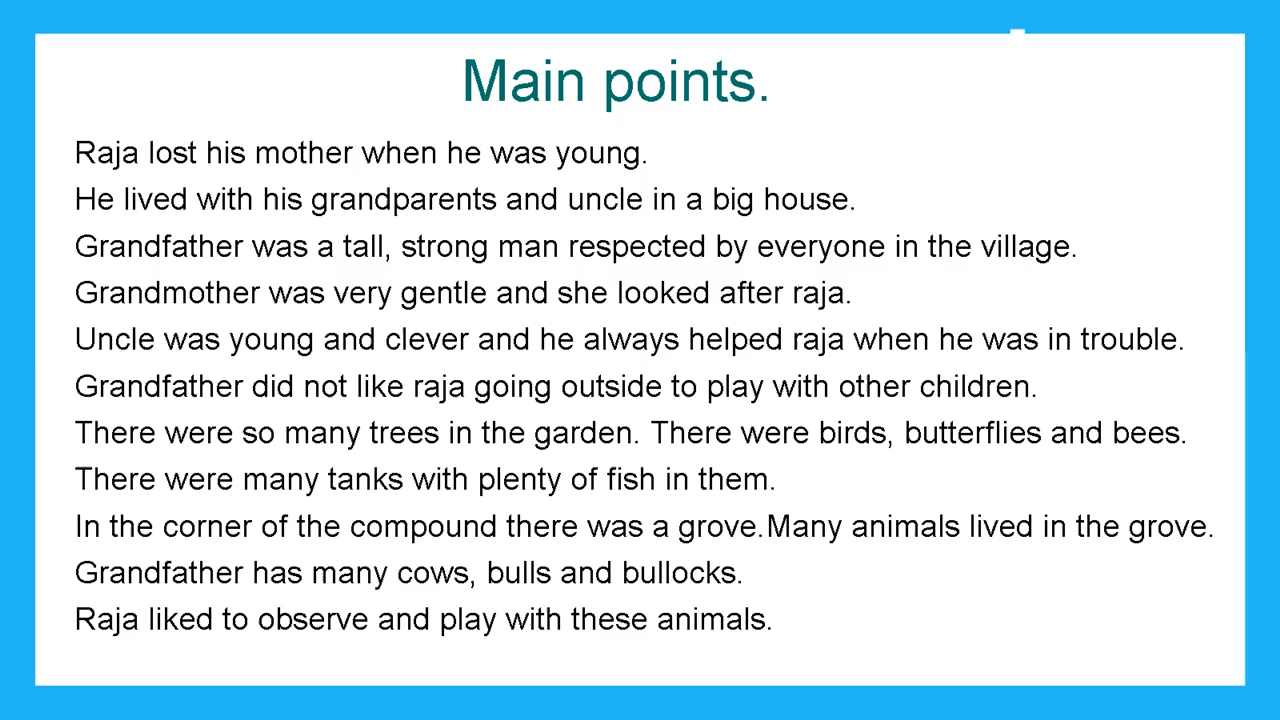 Main points.
Raja lost his mother when he was young.
He lived with his grandparents and uncle in a big house.
Grandfather was a tall, strong man respected by everyone in the village.
Grandmother was very gentle and she looked after raja.
Uncle was young and clever and he always helped raja when he was in trouble.
Grandfather did not like raja going outside to play with other children.
There were so many trees in the garden. There were birds, butterflies and bees.
There were many tanks with plenty of fish in them.
In the corner of the compound there was a grove.Many animals lived in the grove.
Grandfather has many cows, bulls and bullocks.
Raja liked to observe and play with these animals.